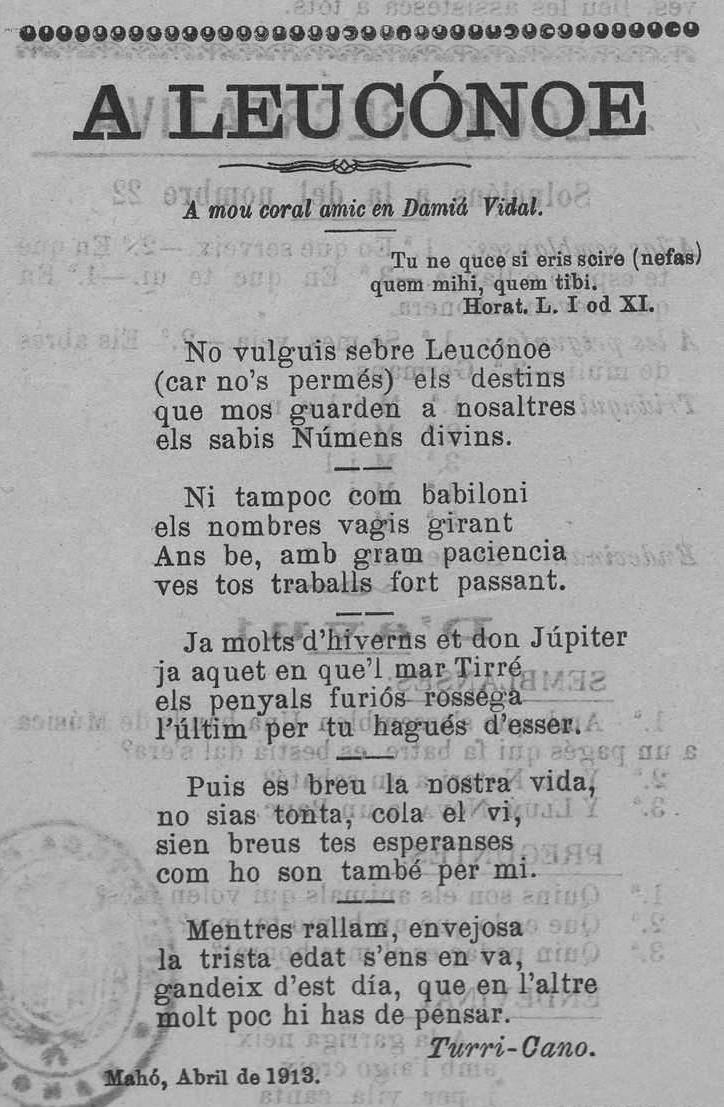 A LEUCÓNOE
A mou coral amic en Damiá Vidal.
Tu ne quce si eris scire (nefas)
quem mihi, quem tibi.
Horat. L. I od XI.
No vulguis sebre Leucónoe
(car no's permés) els destins
que mos guarden a nosaltres
els sabis Númens divins.
Ni tampoc com babiloni
els nombres vagis girant
Ans be, amb gram paciencia
ves tos traballs fort passant.
Ja molts d'hiverns et don Júpiter
ja aquet en que'l mar Tirré
els penyals furiós rosséga
l'últim per tu hagués d'esser.
Puis es breu la nostra vida,
no sias tonta, cola el vi,
sien breus tes esperanses
com ho son també per mi.
Mentres rallam, envejosa
la trista edat s'ens en va,
gandeix d'est día, que en l'altre
molt poc hi has de pensar.
Turri-Cano.
Mahó, Abril de 1913.